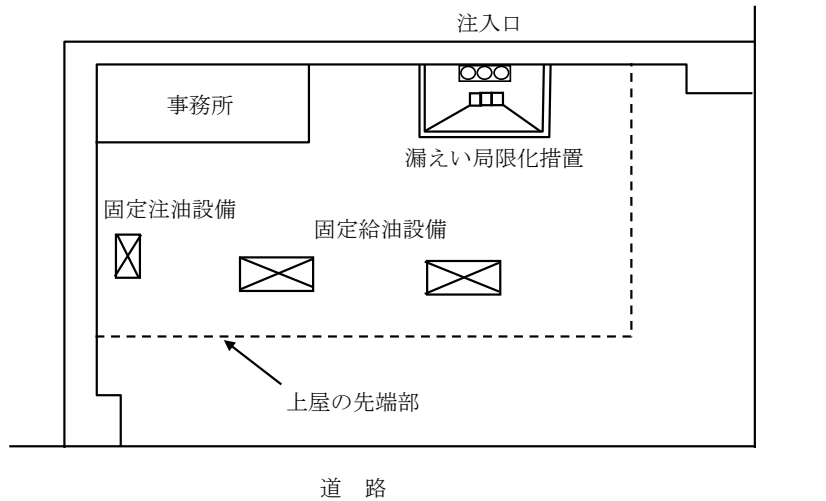 注入口
事務所
漏えい局限化措置
固定注油設備
固定給油設備
上屋の先端部
道 路